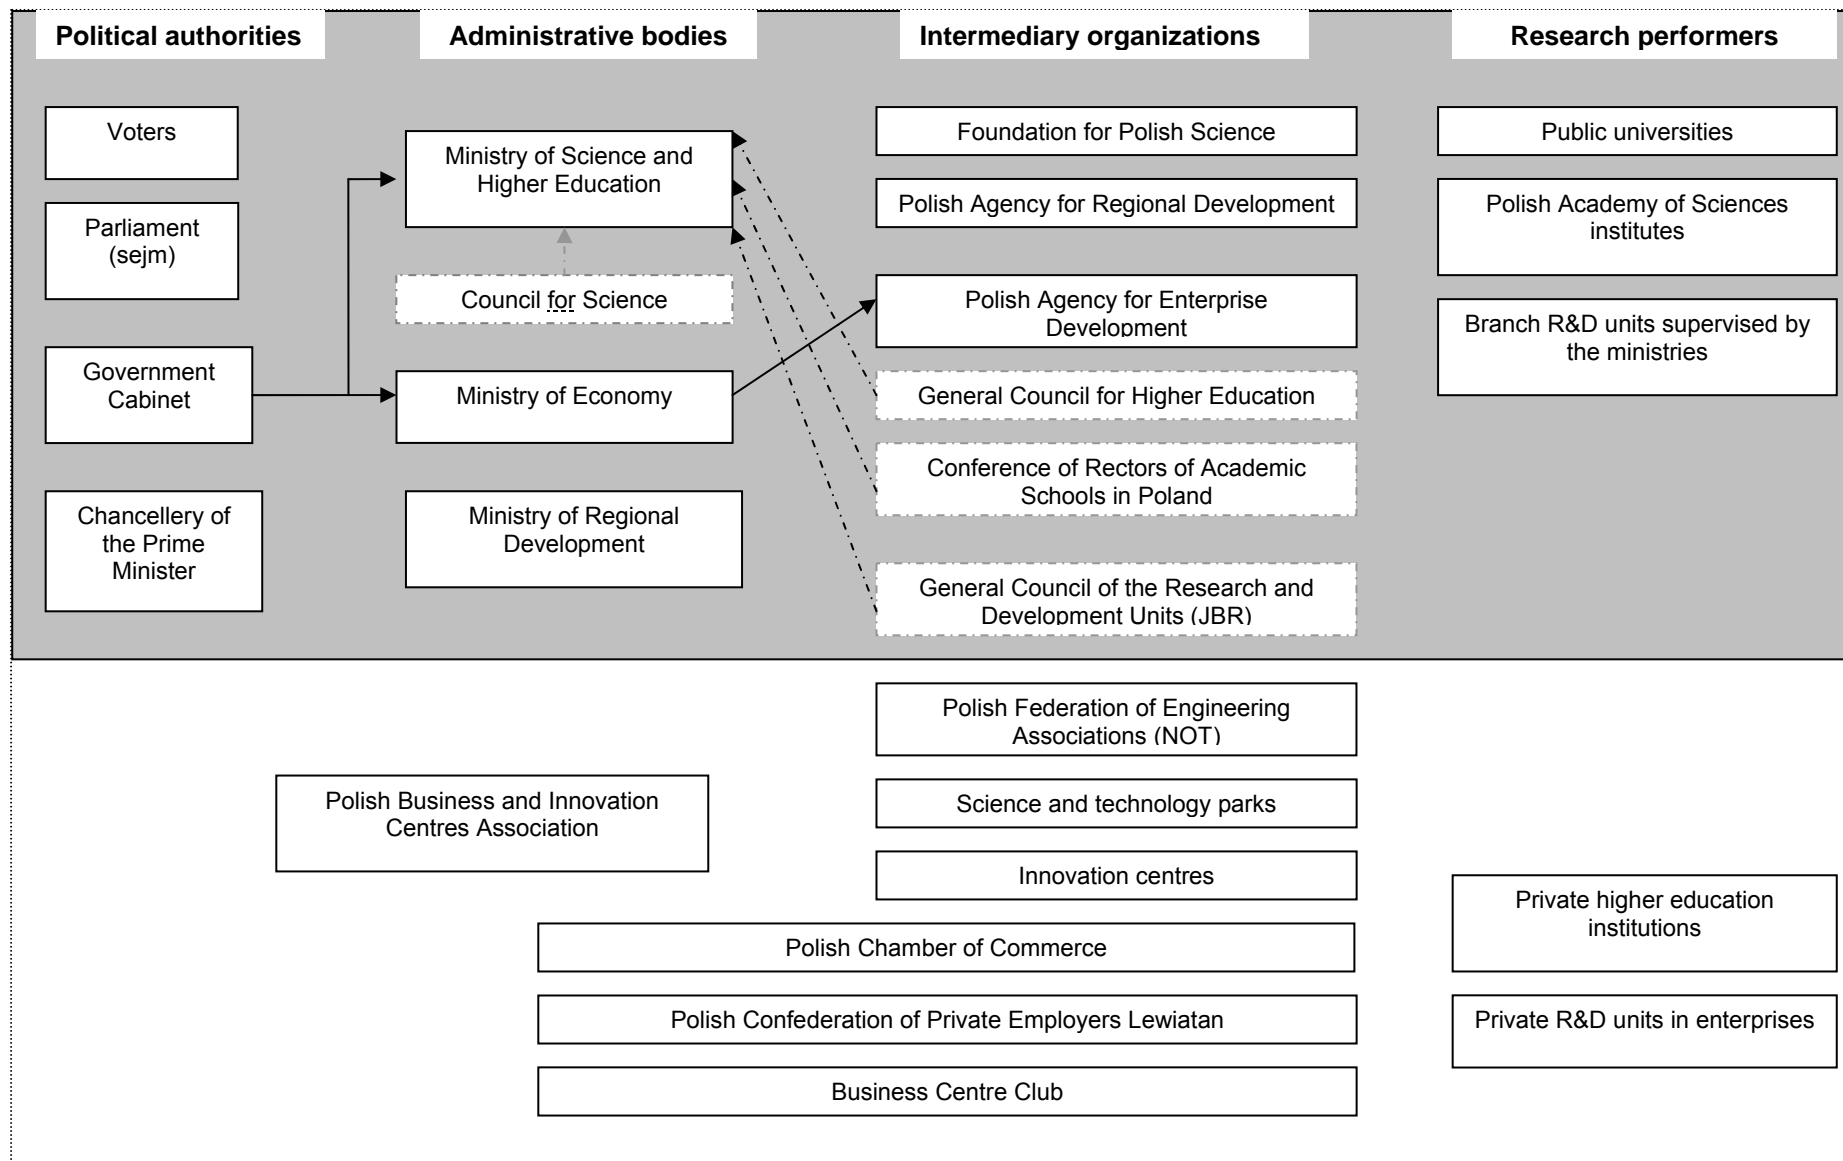 Political authorities
Administrative bodies
Intermediary organizations
Research performers
Voters
Parliament
(sejm)
Government
Cabinet
Chancellery of
the Prime
Minister
Ministry of Science and
Higher Education
Council for Science
Ministry of Economy
Ministry of Regional
Development
Foundation for Polish Science
Polish Agency for Regional Development
Polish Agency for Enterprise
Development
General Council for Higher Education
Conference of Rectors of Academic
Schools in Poland
General Council of the Research and
Development Units (JBR)
Public universities
Polish Academy of Sciences
institutes
Branch R&D units supervised by
the ministries
Polish Federation of Engineering
Associations (NOT)
Polish Business and Innovation
Centres Association
Science and technology parks
Innovation centres
Polish Chamber of Commerce
Polish Confederation of Private Employers Lewiatan
Business Centre Club
Private higher education
institutions
Private R&D units in enterprises